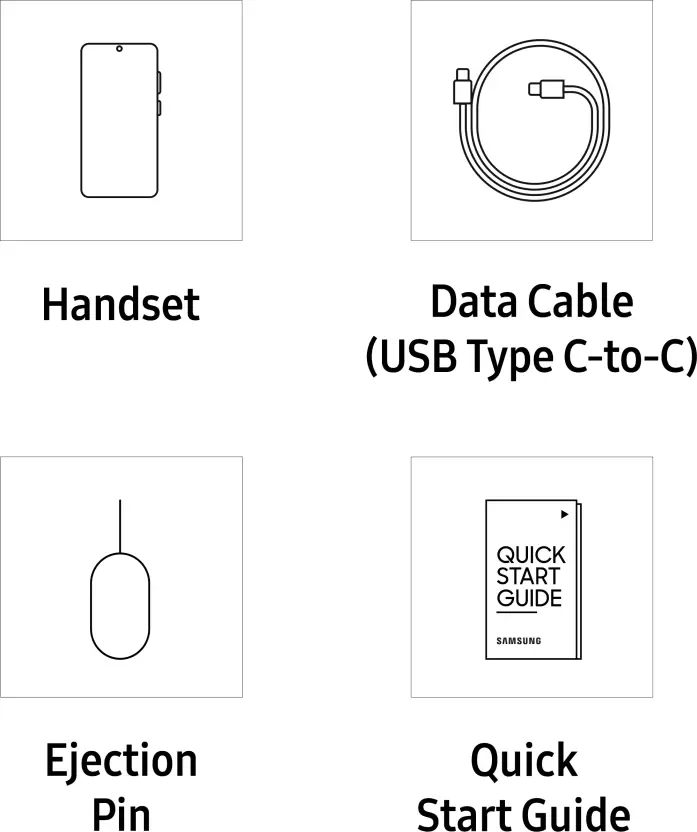 Handset
Data Cable
(USB Type C-to-C)
QUICK
START
GUIDE
SAMSUNG
Ejection
Pin
Quick
Start Guide